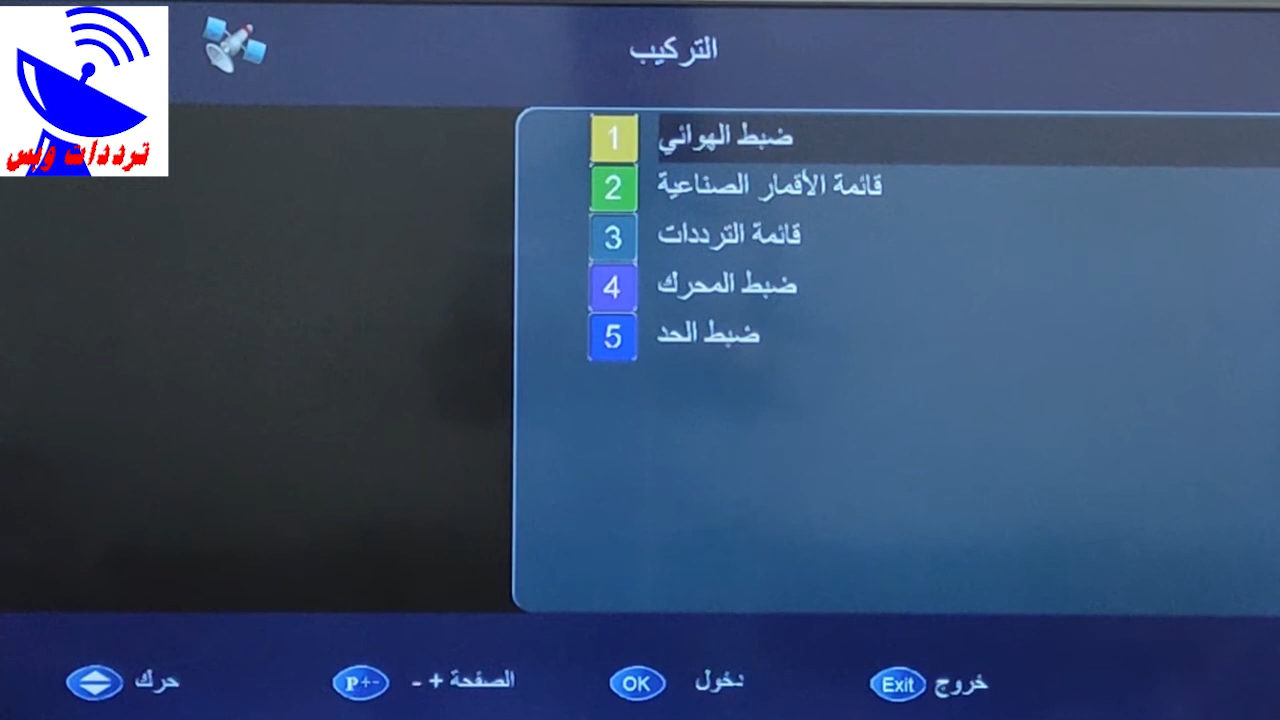 التركيب
ترددات وبس
1 ضبط الهوائي
2 قائمة الأقمار الصناعية
3 قائمة الترددات
4 ضبط المحرك
5 ضبط الحد
حرك
P+- الصفحة + -
OK دخول
Exit خروج